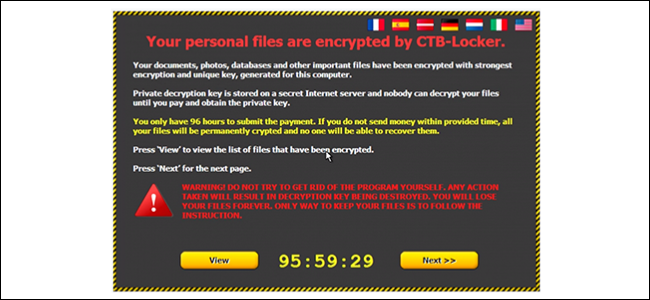 Your personal files are encrypted by CTB-Locker.
Your documents, photos, databases and other important files have been encrypted with strongest
encryption and unique key, generated for this computer.
Private decryption key is stored on a secret Internet server and nobody can decrypt your files
until you pay and obtain the private key.
You only have 96 hours to submit the payment. If you do not send money within provided time, all
your files will be permanently crypted and no one will be able to recover them.
Press 'View' to view the list of files that have been encrypted.
Press 'Next' for the next page.
WARNING! DO NOT TRY TO GET RID OF THE PROGRAM YOURSELF. ANY ACTION
TAKEN WILL RESULT IN DECRYPTION KEY BEING DESTROYED. YOU WILL LOSE
YOUR FILES FOREVER. ONLY WAY TO KEEP YOUR FILES IS TO FOLLOW THE
INSTRUCTION.
View
95:59:29
Next >>